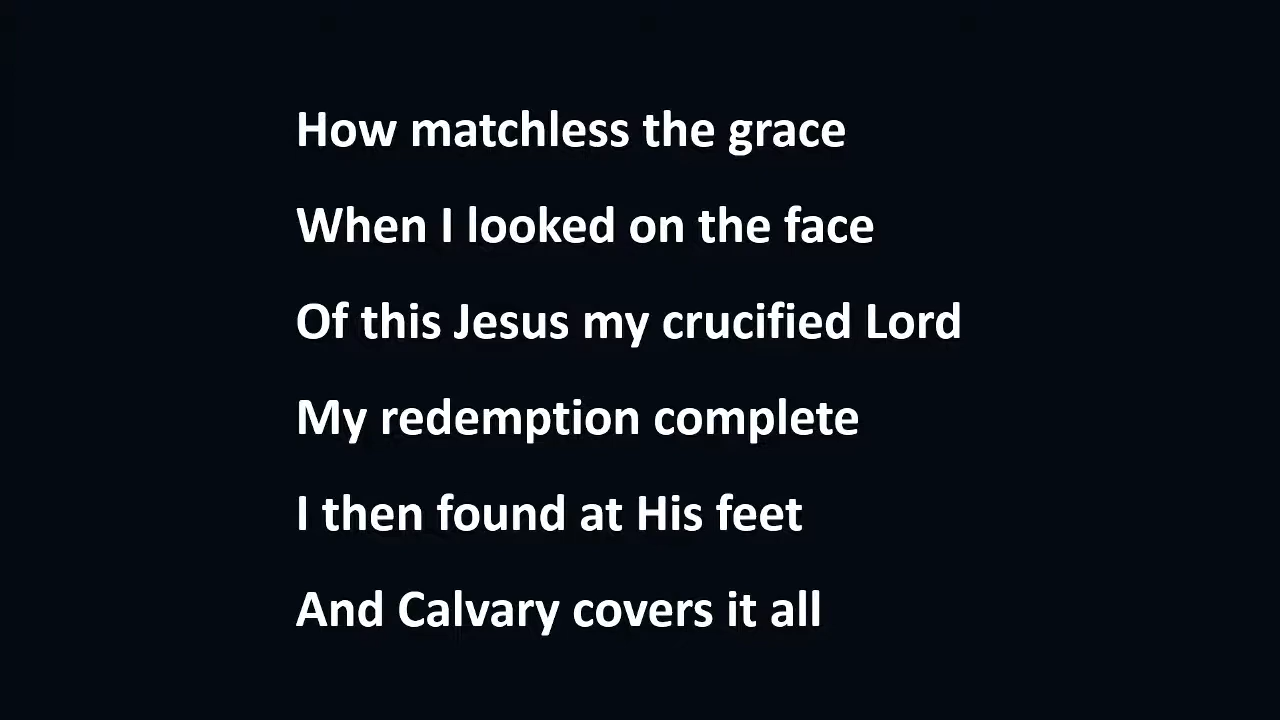 How matchless the grace
When I looked on the face
Of this Jesus my crucified Lord
My redemption complete
I then found at His feet
And Calvary covers it all